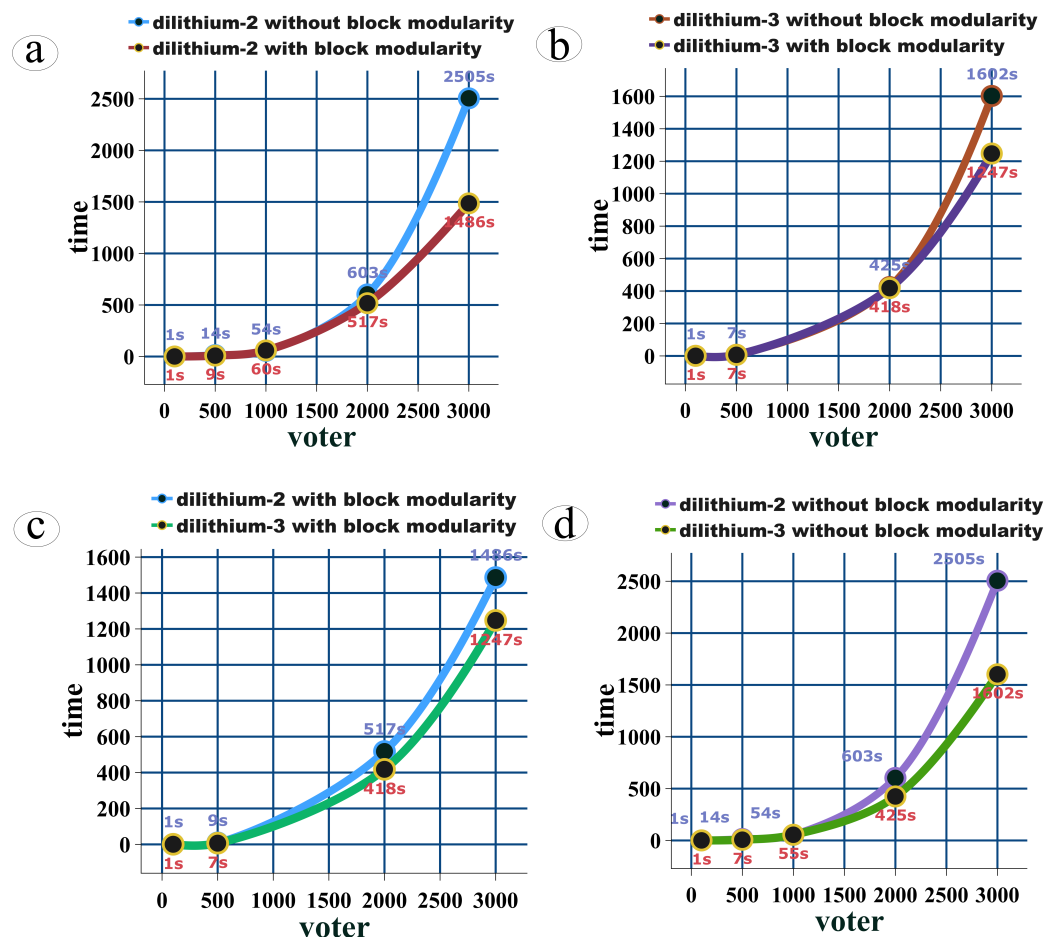 a
dilithium-2 without block modularity
dilithium-2 with block modularity
2505s
2500
2000
1500
1486s
1000
603s
500
517s
1s 14s 54s
0
1s 9s 60s
0 500 1000 1500 2000 2500 3000
time
voter
b
dilithium-3 without block modularity
dilithium-3 with block modularity
1602s
1600
1400
1200
1247s
1000
800
600
425s
400
418s
200
1s 7s
0
1s 7s
0 500 1000 1500 2000 2500 3000
time
voter
c
dilithium-2 with block modularity
dilithium-3 with block modularity
1600
1486s
1400
1200
1247s
1000
800
517s
600
400
418s
200
1s 9s
0
1s 7s
0 500 1000 1500 2000 2500 3000
time
voter
d
dilithium-2 without block modularity
dilithium-3 without block modularity
2505s
2500
2000
1500
1602s
1000
603s
500
425s
1s 14s 54s
0
1s 7s 55s
0 500 1000 1500 2000 2500 3000
time
voter